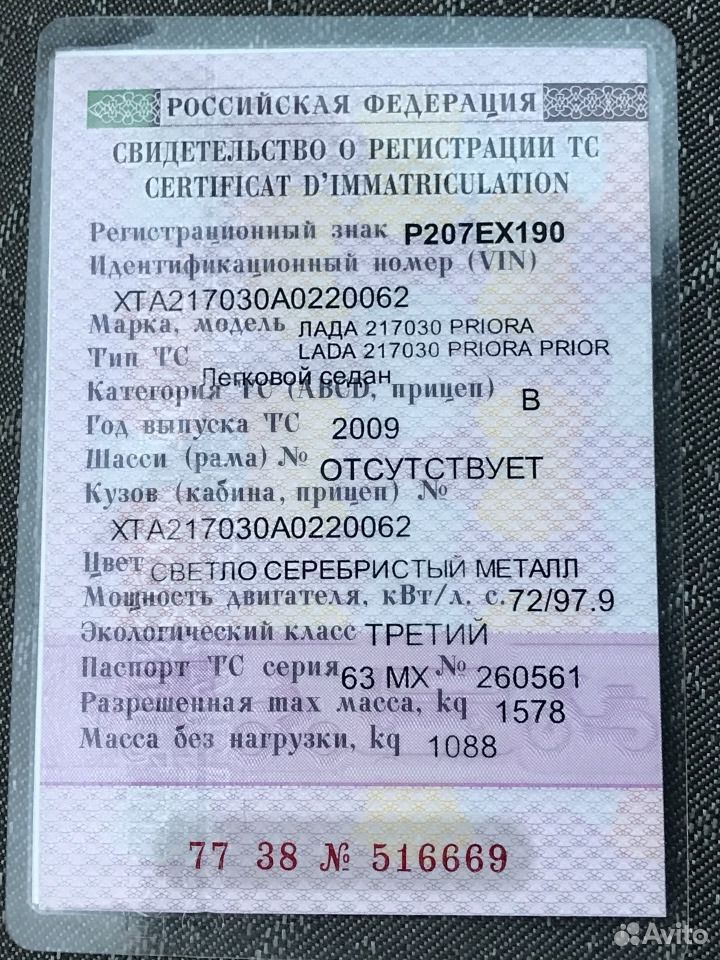 РОССИЙСКАЯ ФЕДЕРАЦИЯ
СВИДЕТЕЛЬСТВО О РЕГИСТРАЦИИ ТС
CERTIFICAT D'IMMATRICULATION
Регистрационный знак Р207ЕХ190
Идентификационный номер (VIN)
XTA217030A0220062
Марка, модель ЛАДА 217030 PRIORA
Тип ТС LADA 217030 PRIORA PRIOR
Легковой седан
Категория ТС (ABCD, прицеп) B
Год выпуска ТС 2009
Шасси (рама) № ОТСУТСТВУЕТ
Кузов (кабина, прицеп) №
XTA217030A0220062
Цвет СВЕТЛО СЕРЕБРИСТЫЙ МЕТАЛЛ
Мощность двигателя, кВт/л. с. 72/97.9
Экологический класс ТРЕТИЙ
Паспорт ТС серия 63 МХ № 260561
Разрешенная max масса, kg 1578
Масса без нагрузки, kg 1088
77 38 № 516669
Avito